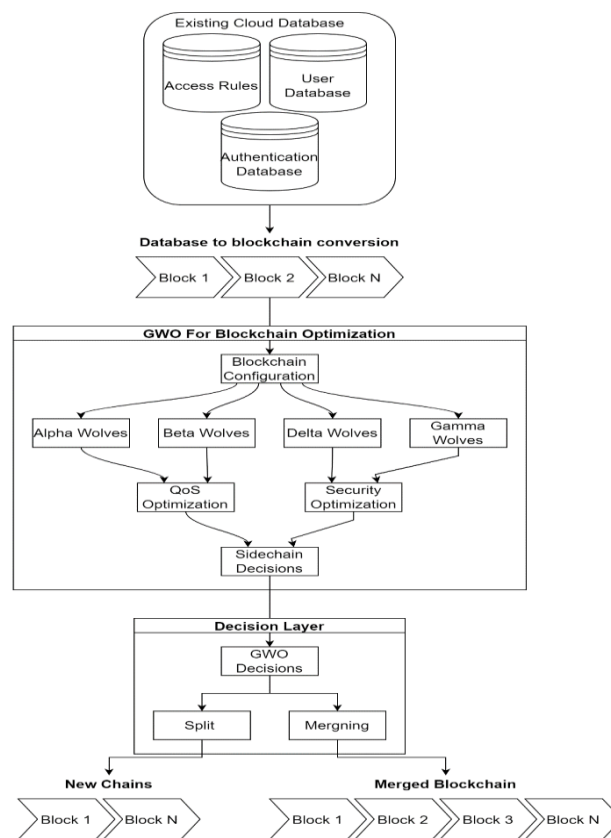 Existing Cloud Database
Access Rules
User
Database
Authentication
Database
Database to blockchain conversion
Block 1
Block 2
Block N
GWO For Blockchain Optimization
Blockchain
Configuration
Alpha Wolves
Beta Wolves
Delta Wolves
Gamma
Wolves
QoS
Optimization
Security
Optimization
Sidechain
Decisions
Decision Layer
GWO
Decisions
Split
Mergning
New Chains
Merged Blockchain
Block 1
Block N
Block 1
Block 2
Block 3
Block N